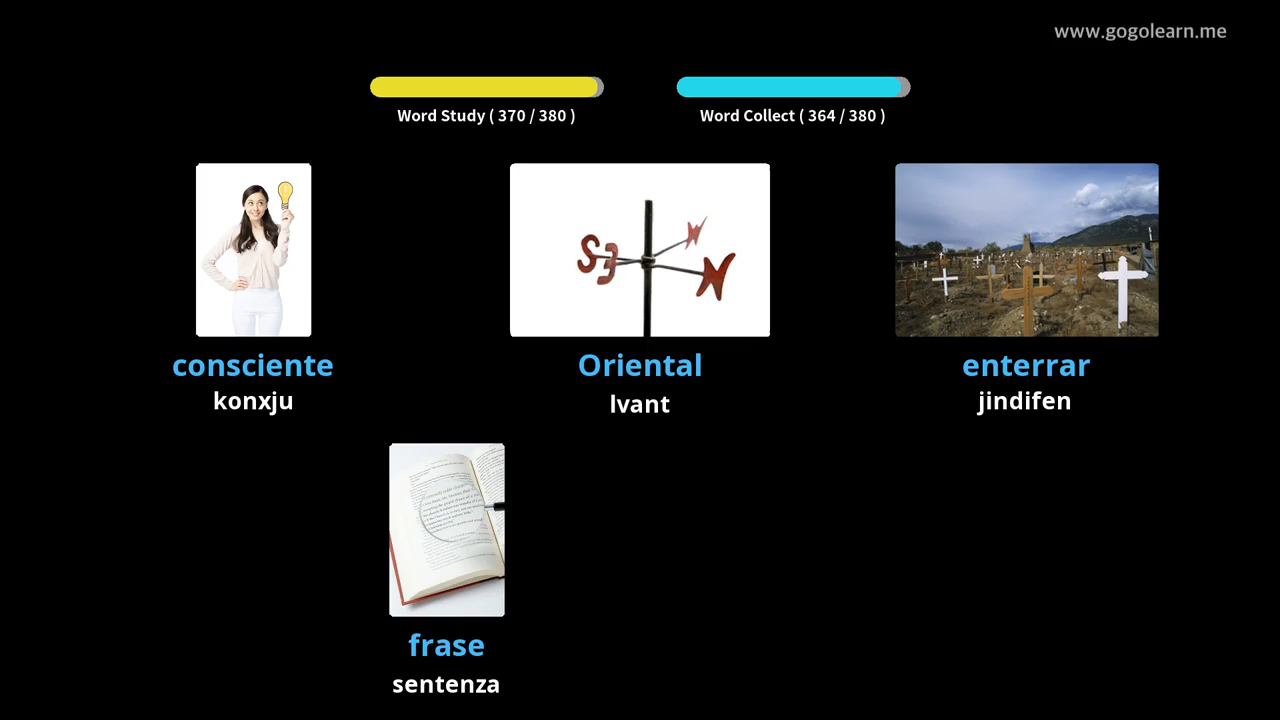 www.gogolearn.me
Word Study ( 370 / 380 )
Word Collect ( 364 / 380 )
consciente
konxju
Oriental
lvant
enterrar
jindifen
frase
sentenza